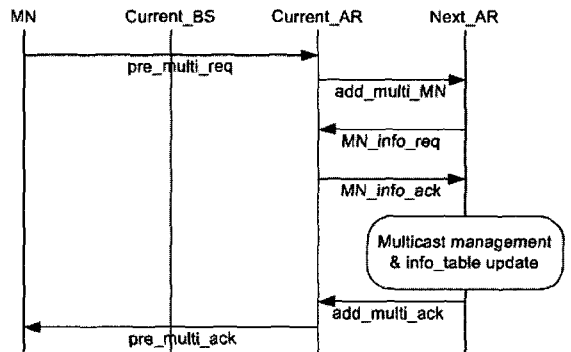 MN Current_BS Current_AR Next_AR
pre_multi_req
add_multi_MN
MN_info_req
MN_info_ack
Multicast management
& info_table update
add_multi_ack
pre_multi_ack